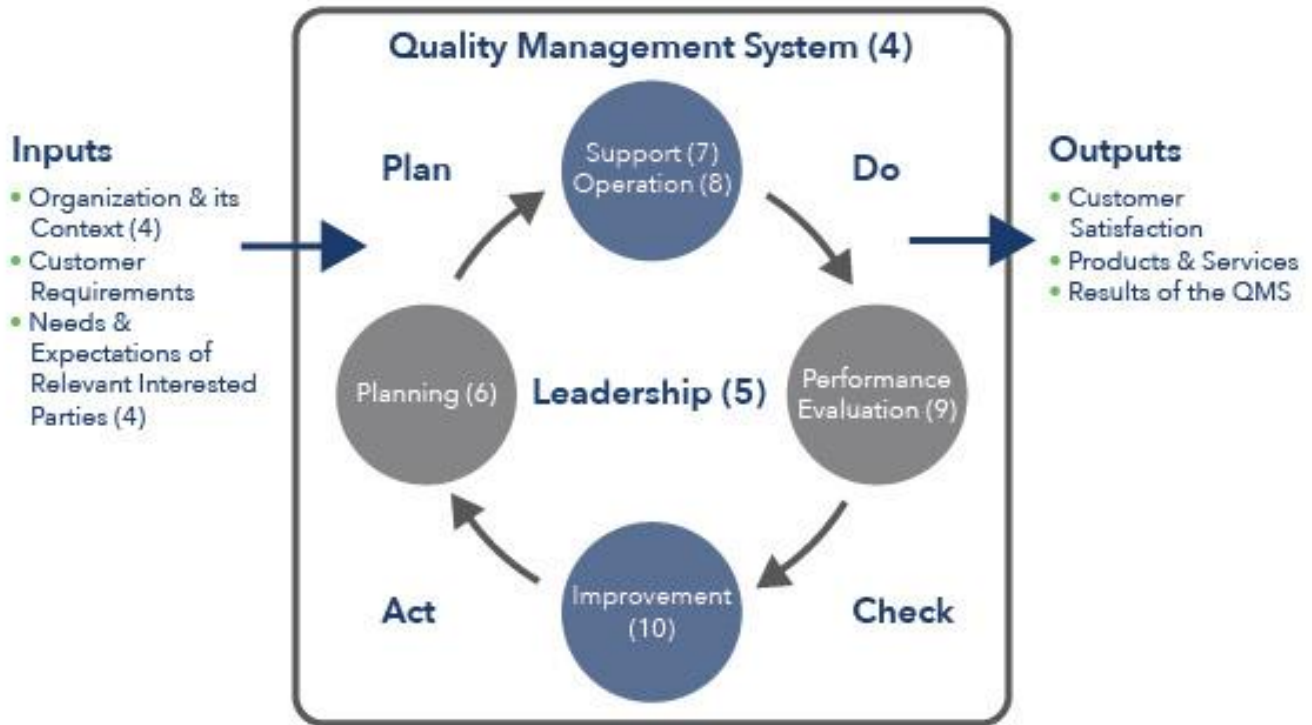 Quality Management System (4)
Inputs
• Organization & its
Context (4)
• Customer
Requirements
• Needs &
Expectations of
Relevant Interested
Parties (4)
Plan
Support (7)
Operation (8)
Do
Outputs
• Customer
Satisfaction
• Products & Services
• Results of the QMS
Planning (6)
Leadership (5)
Performance
Evaluation (9)
Act
Improvement
(10)
Check